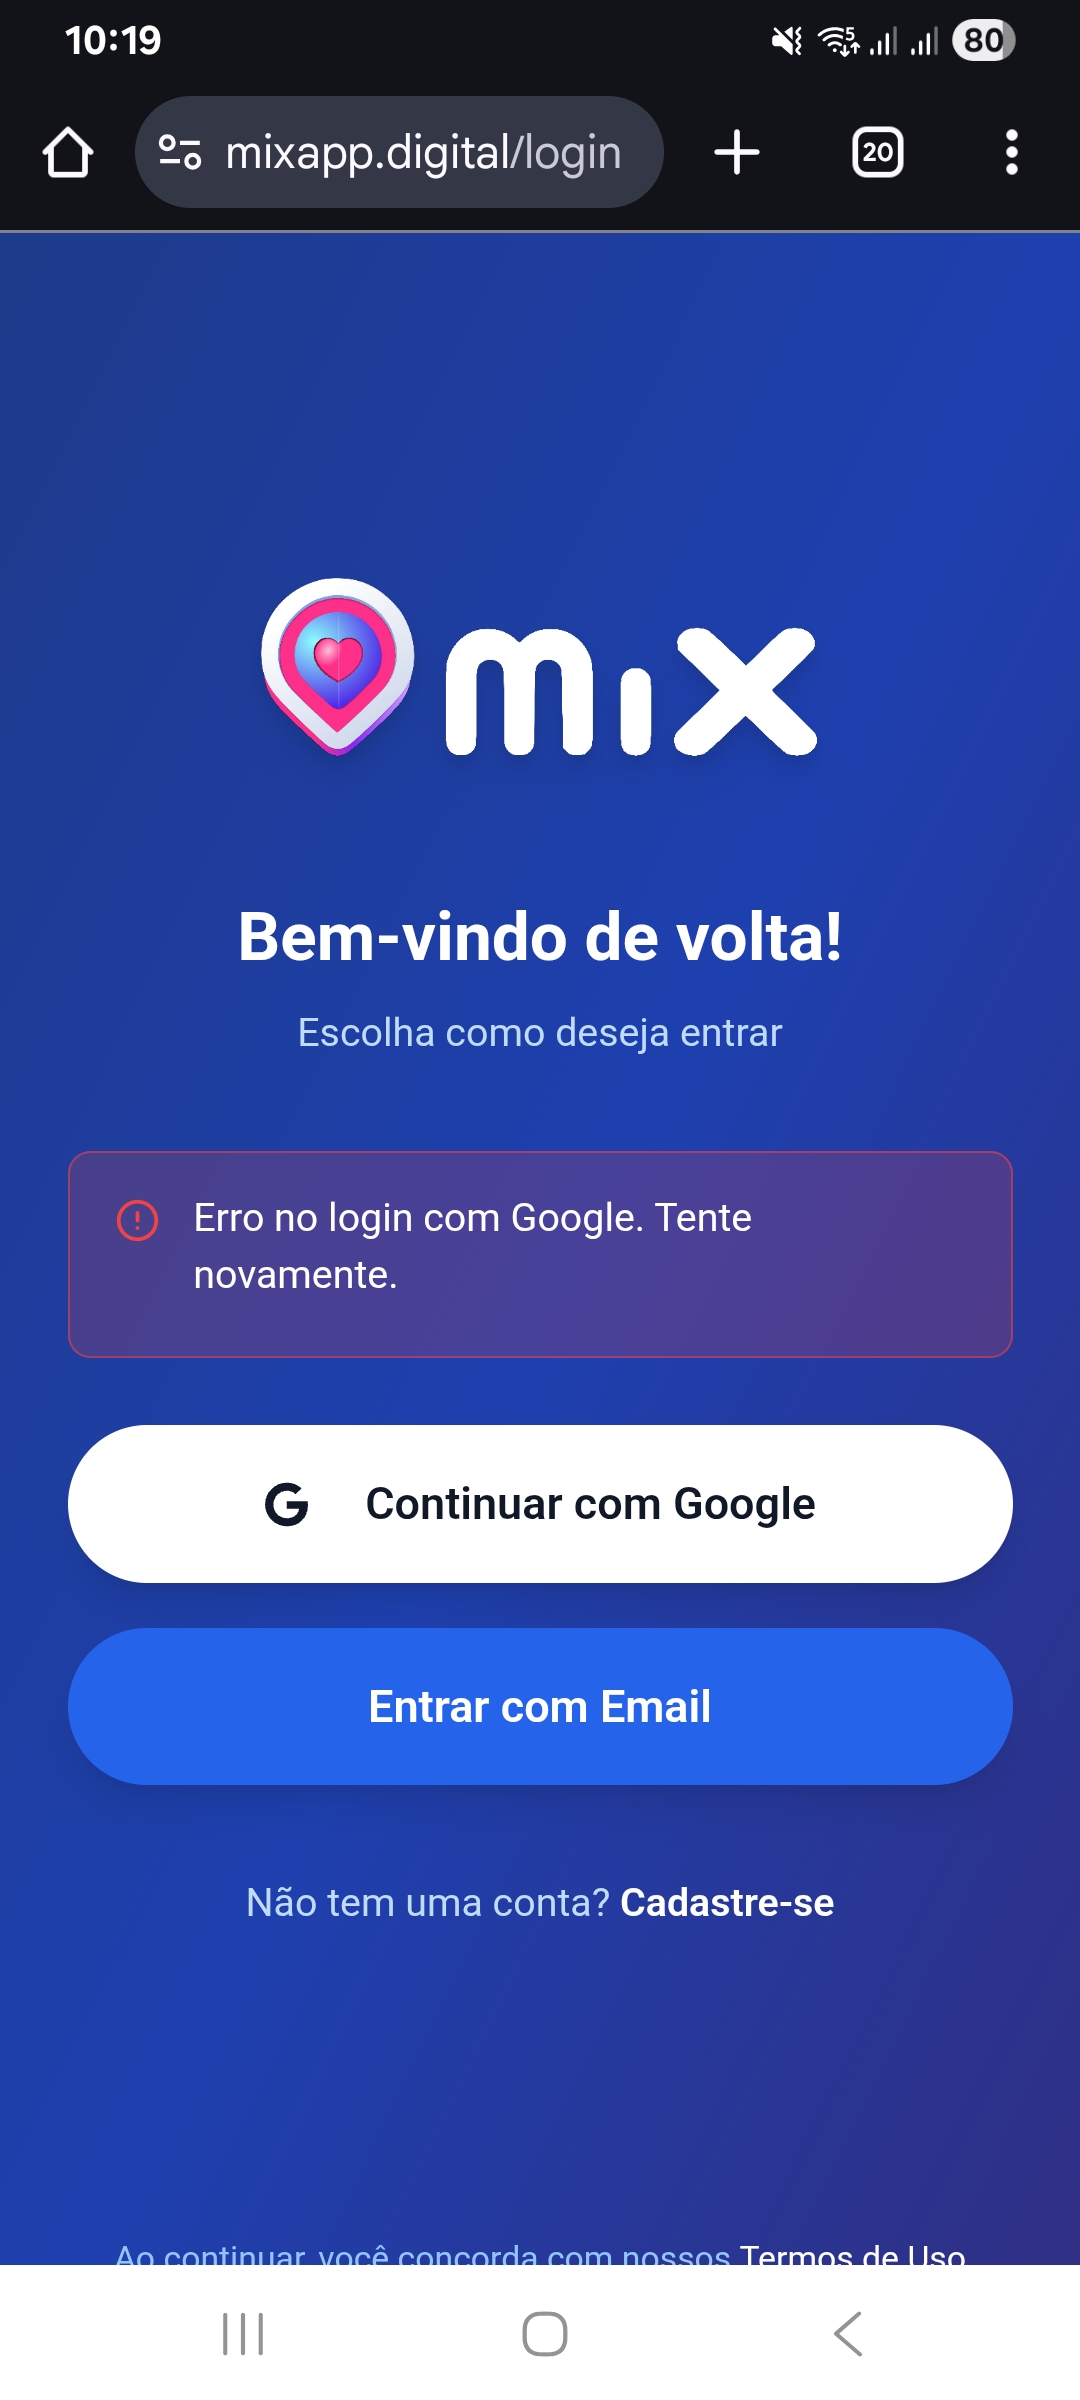 10:19
5
80
mixapp.digital/login
20
mix
Bem-vindo de volta!
Escolha como deseja entrar
Erro no login com Google. Tente
novamente.
G Continuar com Google
Entrar com Email
Não tem uma conta? Cadastre-se
Ao continuar, você concorda com nossos Termos de Uso